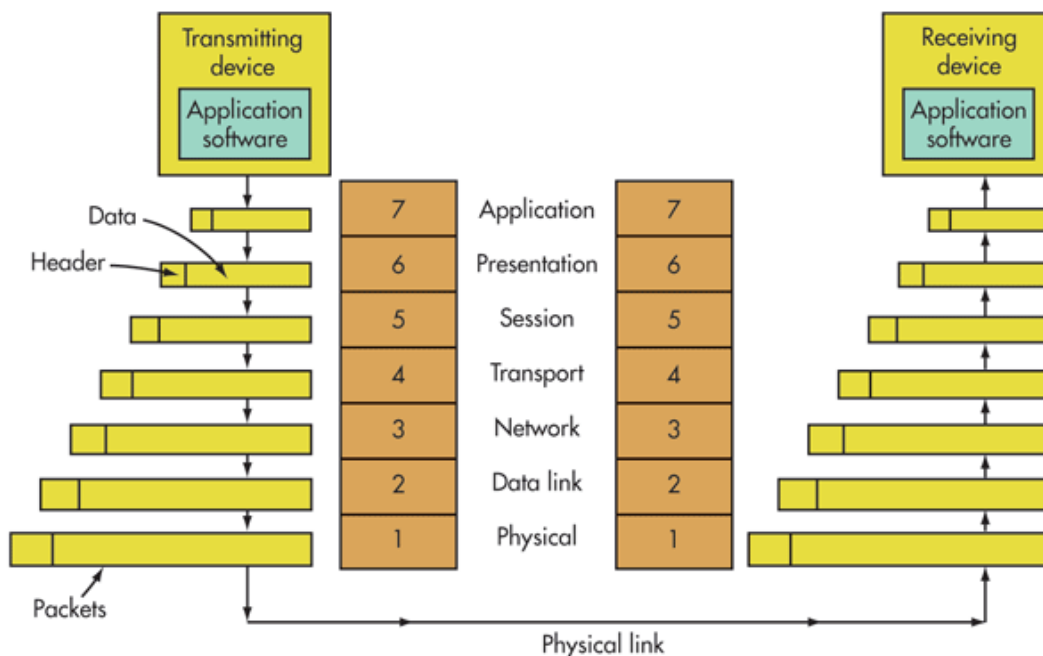 Transmitting
device
Application
software
Receiving
device
Application
software
Data
Header
7 Application 7
6 Presentation 6
5 Session 5
4 Transport 4
3 Network 3
2 Data link 2
1 Physical 1
Packets
Physical link